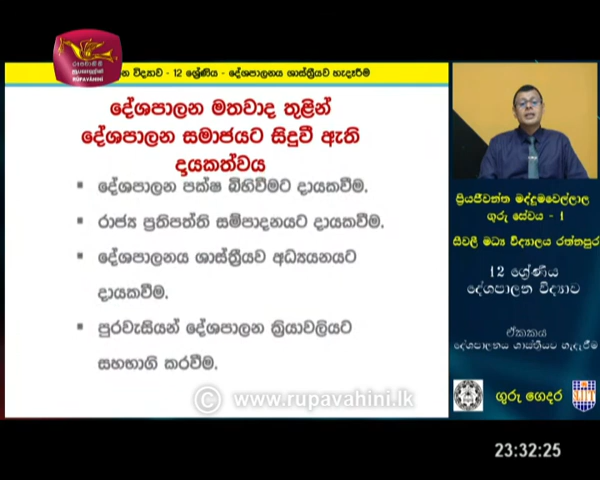 රූපවාහිනී
RUPAVAHINI
න විද්‍යාව - 12 ශ්‍රේණිය - දේශපාලනය ශාස්ත්‍රීයව හැදෑරීම
දේශපාලන මතවාද තුළින්
දේශපාලන සමාජයට සිදුවී ඇති
දායකත්වය
▪ දේශපාලන පක්ෂ බිහිවීමට දායකවීම.
▪ රාජ්‍ය ප්‍රතිපත්ති සම්පාදනයට දායකවීම.
▪ දේශපාලනය ශාස්ත්‍රීයව අධ්‍යයනයට
දායකවීම.
▪ පුරවැසියන් දේශපාලන ක්‍රියාවලියට
සහභාගි කරවීම.
ප්‍රියජීවන්ත මද්දුමවෙල්ලාල
ගුරු සේවය - 1
සීවලී මධ්‍ය විද්‍යාලය රත්නපුර
12 ශ්‍රේණිය
දේශපාලන විද්‍යාව
ඒකකය
දේශපාලනය ශාස්ත්‍රීයව හැදෑරීම
ගුරු ගෙදර
© www.rupavahini.lk
23:32:25